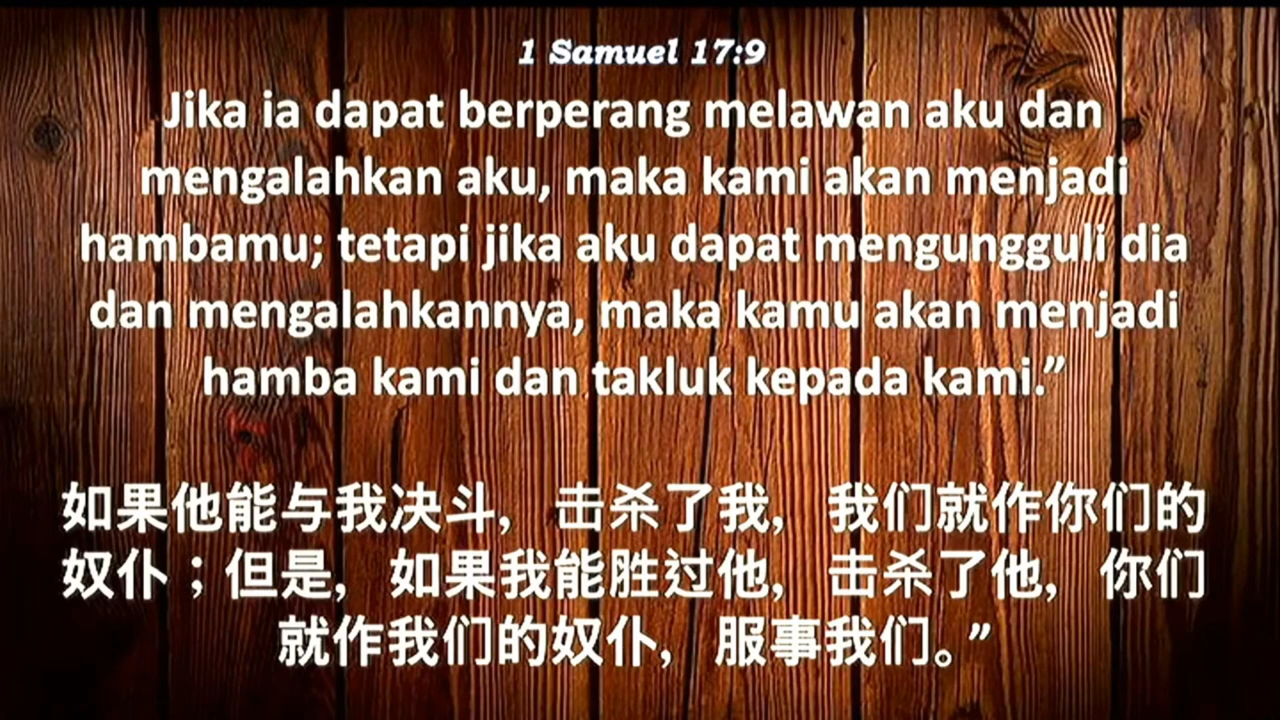 1 Samuel 17:9
Jika ia dapat berperang melawan aku dan
mengalahkan aku, maka kami akan menjadi
hambamu; tetapi jika aku dapat mengungguli dia
dan mengalahkannya, maka kamu akan menjadi
hamba kami dan takluk kepada kami.”
如果他能与我决斗，击杀了我，我们就作你们的
奴仆；但是，如果我能胜过他，击杀了他，你们
就作我们的奴仆，服事我们。”